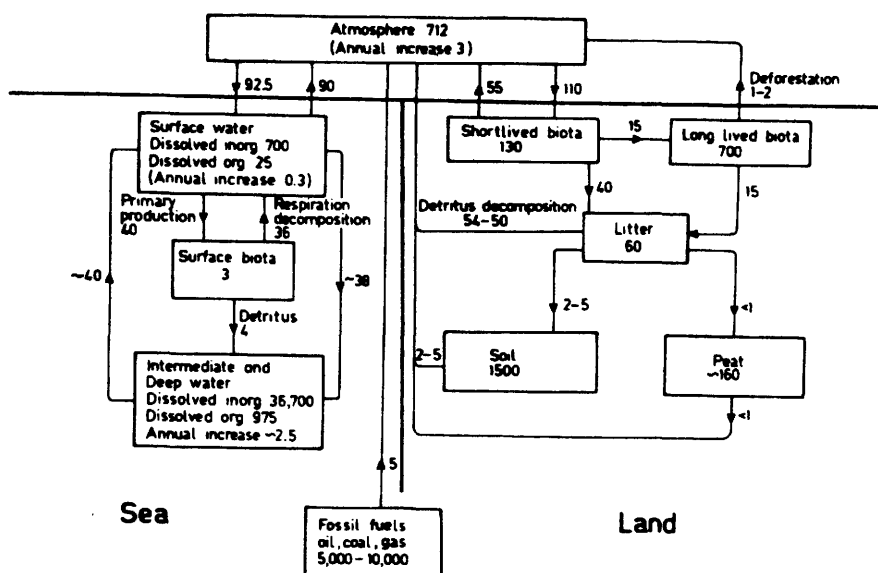 Atmosphere 712
(Annual increase 3)
92.5
90
55
110
Deforestation
1-2
Surface water
Dissolved inorg 700
Dissolved org 25
(Annual increase 0.3)
Shortlived biota
130
15
Long lived biota
700
Primary
production
40
Respiration
decomposition
36
40
15
Detritus decomposition
54-50
Litter
60
Surface biota
3
~40
~38
Detritus
4
2-5
<1
Intermediate and
Deep water
Dissolved inorg 36,700
Dissolved org 975
Annual increase ~2.5
2-5
Soil
1500
Peat
~160
<1
5
Sea
Land
Fossil fuels
oil, coal, gas
5,000-10,000